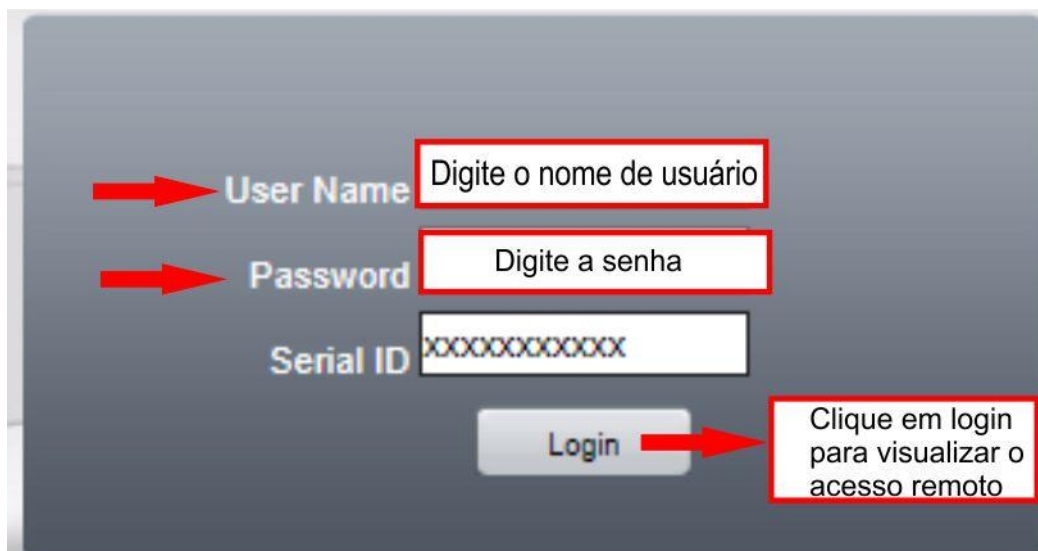 User Name
Digite o nome de usuário
Password
Digite a senha
Serial ID
xxxxxxxxxxx
Login
Clique em login
para visualizar o
acesso remoto